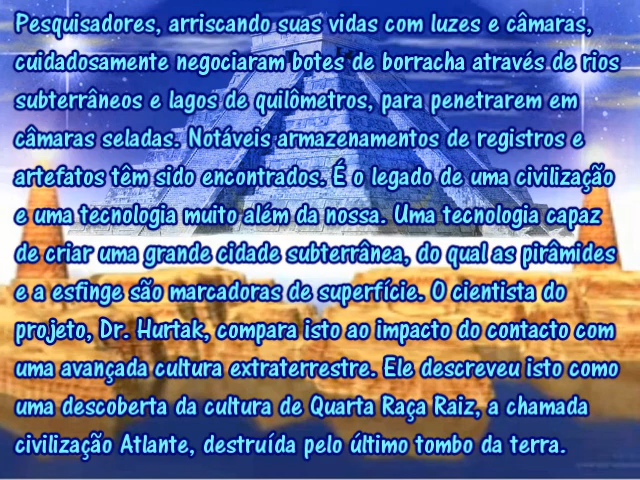 Pesquisadores, arriscando suas vidas com luzes e câmaras,
cuidadosamente negociaram botes de borracha através de rios
subterrâneos e lagos de quilômetros, para penetrarem em
câmaras seladas. Notáveis armazenamentos de registros e
artefatos têm sido encontrados. É o legado de uma civilização
e uma tecnologia muito além da nossa. Uma tecnologia capaz
de criar uma grande cidade subterrânea, do qual as pirâmides
e a esfinge são marcadoras de superfície. O cientista do
projeto, Dr. Hurtak, compara isto ao impacto do contacto com
uma avançada cultura extraterrestre. Ele descreveu isto como
uma descoberta da cultura de Quarta Raça Raiz, a chamada
civilização Atlante, destruída pelo último tombo da terra.